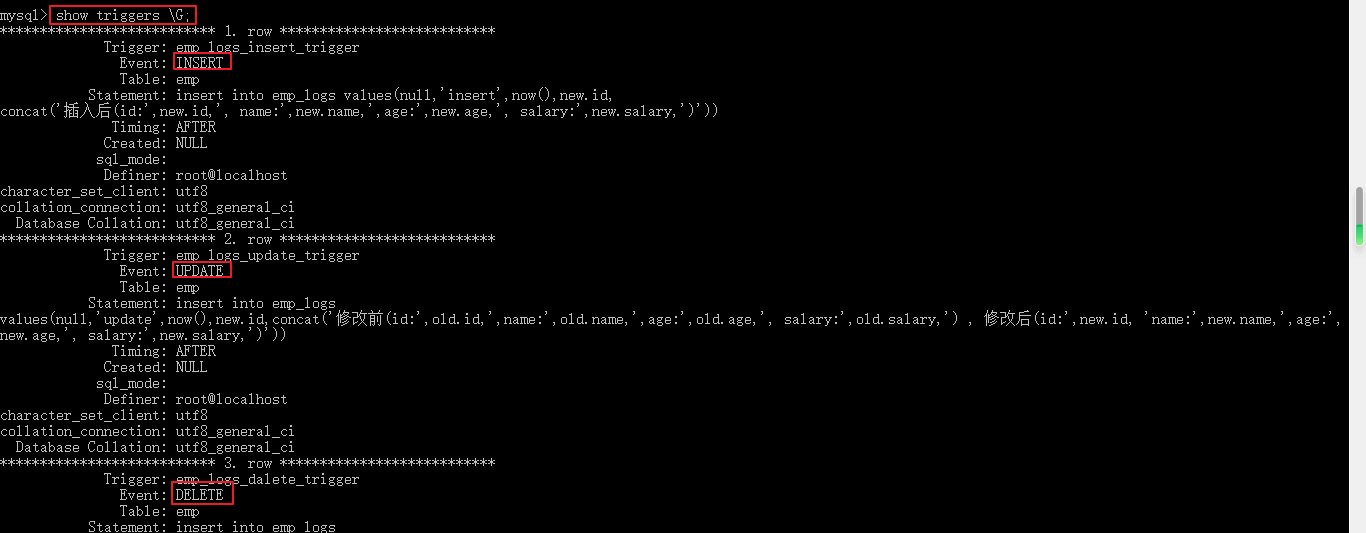 mysql> show triggers \G;
*************************** 1. row ***************************
Trigger: emp_logs_insert_trigger
Event: INSERT
Table: emp
Statement: insert into emp_logs values(null,'insert',now(),new.id,
concat('插入后(id:',new.id,', name:',new.name,',age:',new.age,', salary:',new.salary,')'))
Timing: AFTER
Created: NULL
sql_mode:
Definer: root@localhost
character_set_client: utf8
collation_connection: utf8_general_ci
Database Collation: utf8_general_ci
*************************** 2. row ***************************
Trigger: emp_logs_update_trigger
Event: UPDATE
Table: emp
Statement: insert into emp_logs
values(null,'update',now(),new.id,concat('修改前(id:',old.id,',name:',old.name,',age:',old.age,', salary:',old.salary,') , 修改后(id:',new.id, 'name:',new.name,',age:',
new.age,', salary:',new.salary,')'))
Timing: AFTER
Created: NULL
sql_mode:
Definer: root@localhost
character_set_client: utf8
collation_connection: utf8_general_ci
Database Collation: utf8_general_ci
*************************** 3. row ***************************
Trigger: emp_logs_dalete_trigger
Event: DELETE
Table: emp
Statement: insert into emp_logs